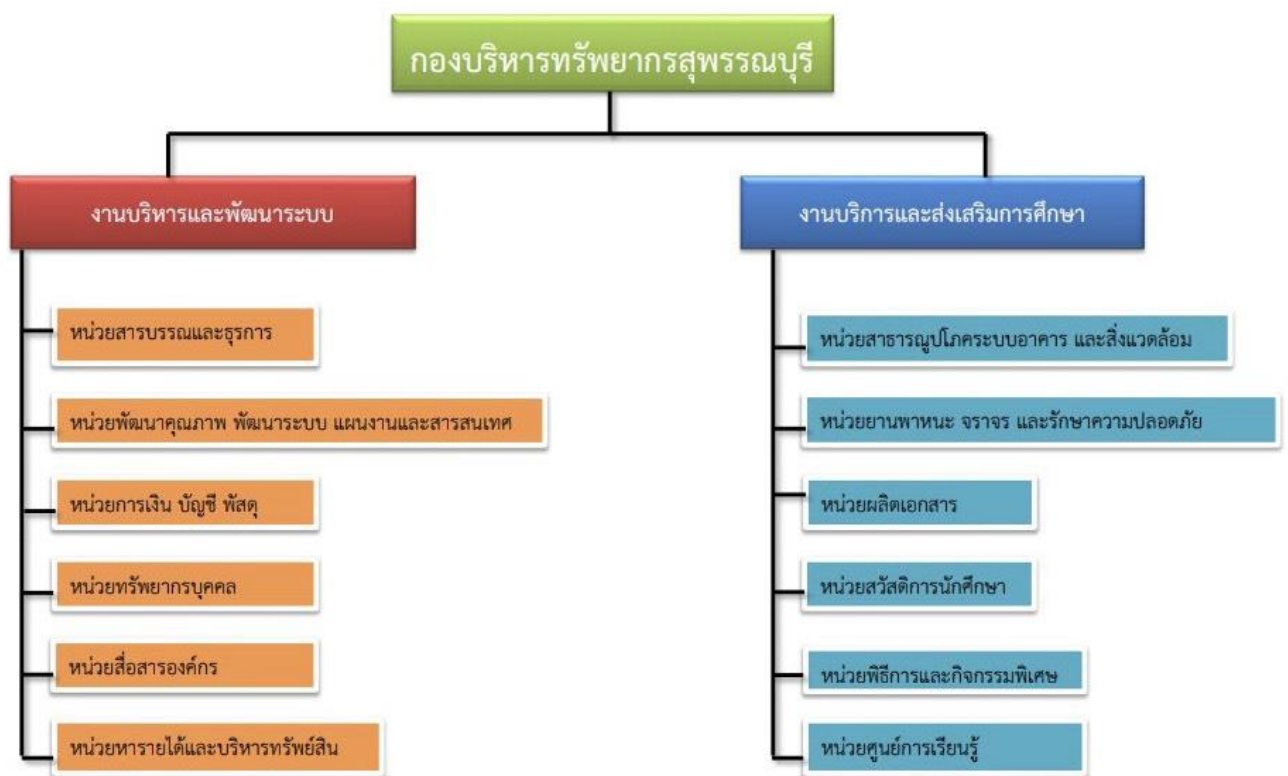 กองบริหารทรัพยากรสุพรรณบุรี
งานบริหารและพัฒนาระบบ
หน่วยสารบรรณและธุรการ
หน่วยพัฒนาคุณภาพ พัฒนาระบบ แผนงานและสารสนเทศ
หน่วยการเงิน บัญชี พัสดุ
หน่วยทรัพยากรบุคคล
หน่วยสื่อสารองค์กร
หน่วยหารายได้และบริหารทรัพย์สิน
งานบริการและส่งเสริมการศึกษา
หน่วยสาธารณูปโภคระบบอาคาร และสิ่งแวดล้อม
หน่วยยานพาหนะ จราจร และรักษาความปลอดภัย
หน่วยผลิตเอกสาร
หน่วยสวัสดิการนักศึกษา
หน่วยพิธีการและกิจกรรมพิเศษ
หน่วยศูนย์การเรียนรู้